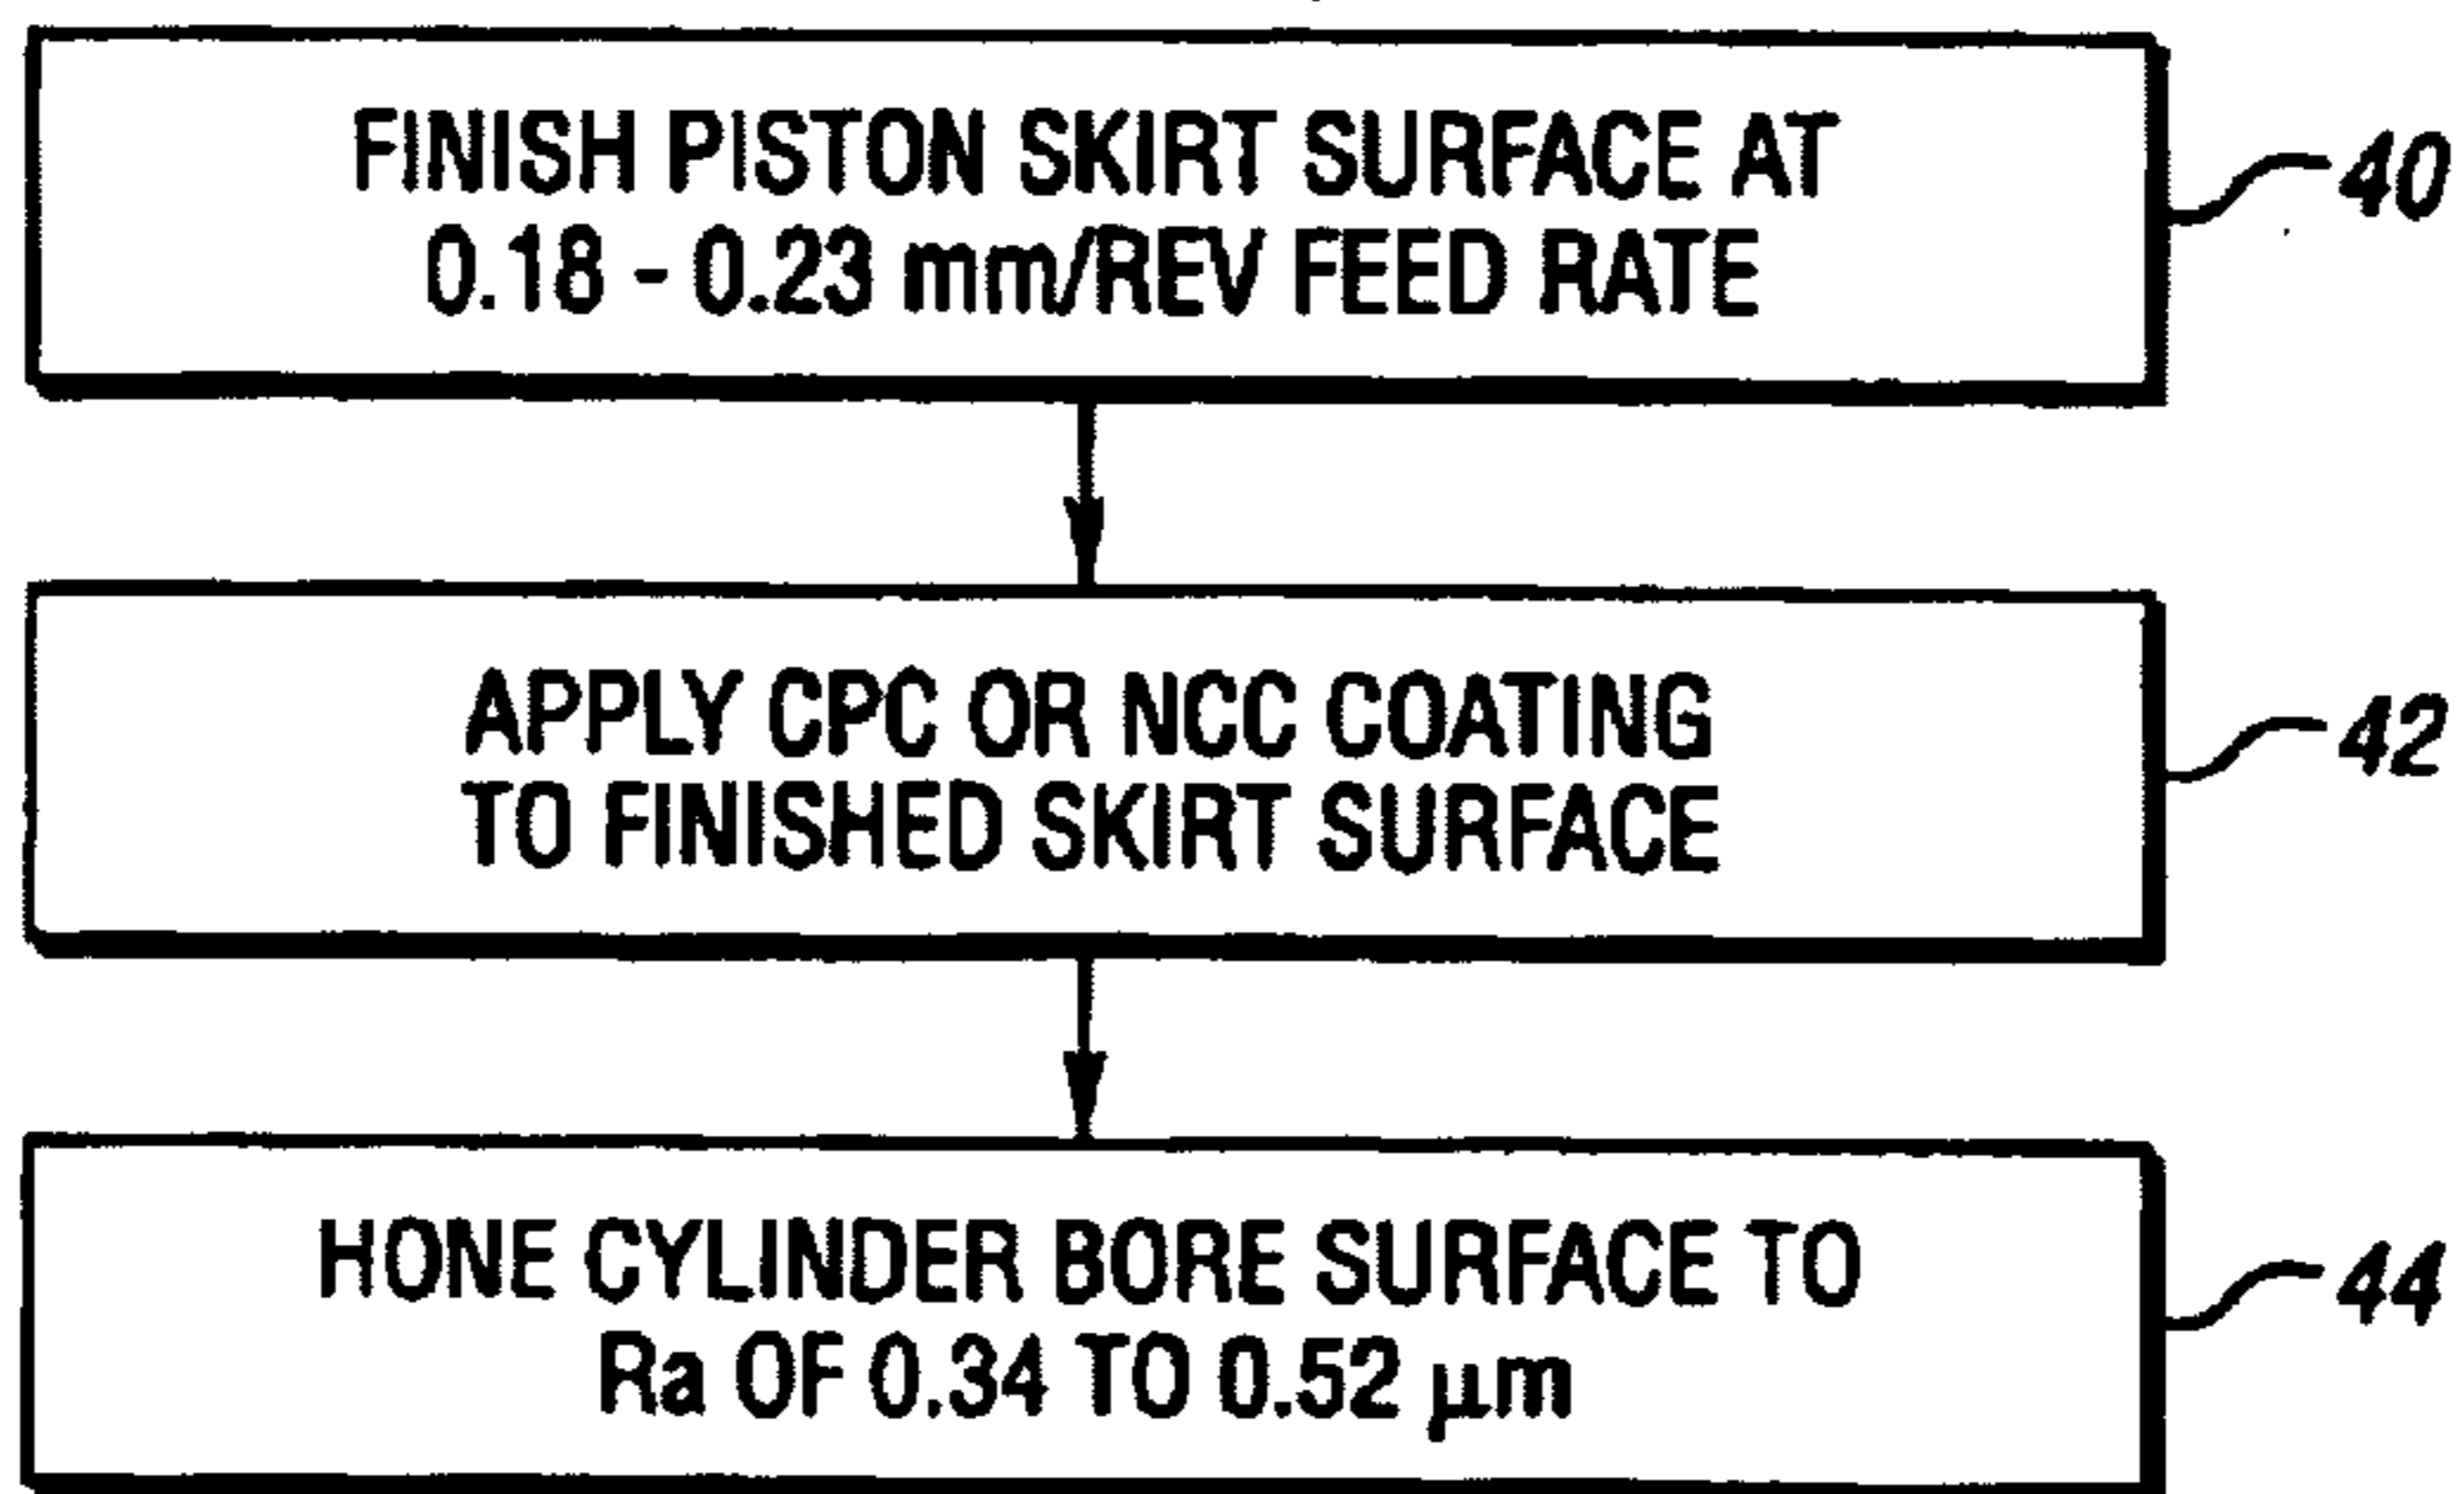 FINISH PISTON SKIRT SURFACE AT
0.18 - 0.23 mm/REV FEED RATE
40
APPLY CPC OR NCC COATING
TO FINISHED SKIRT SURFACE
42
HONE CYLINDER BORE SURFACE TO
Ra OF 0.34 TO 0.52 μm
44